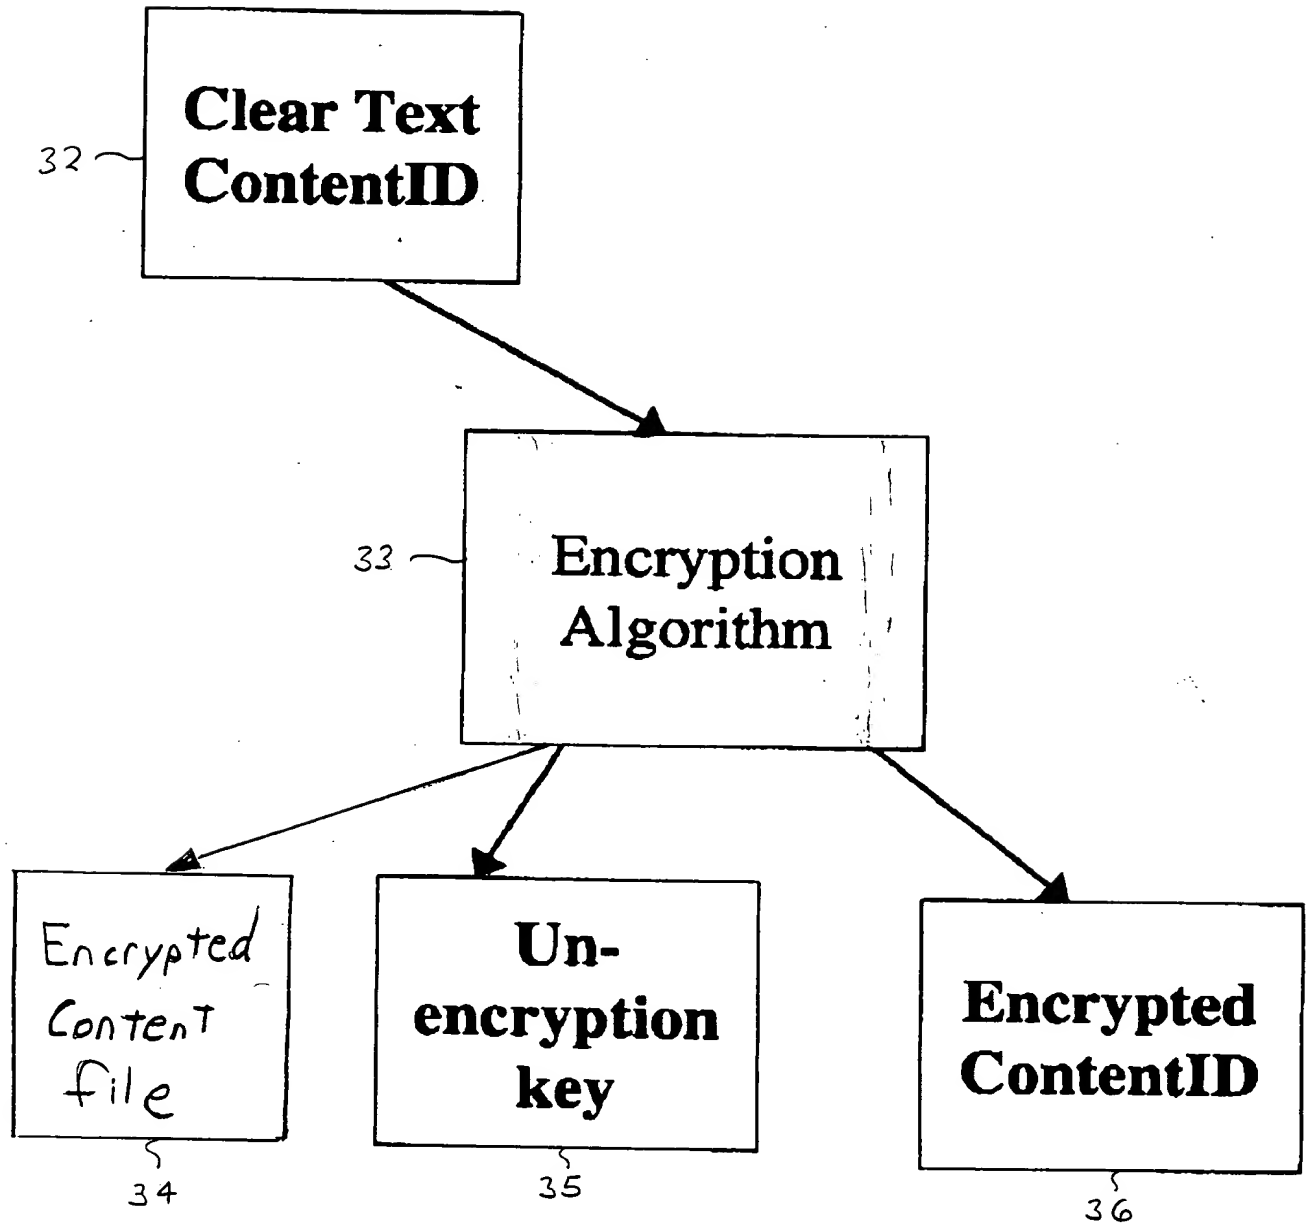 Clear Text
ContentID
32
33
Encryption
Algorithm
Encrypted
Content
file
Un-
encryption
key
Encrypted
ContentID
34
35
36